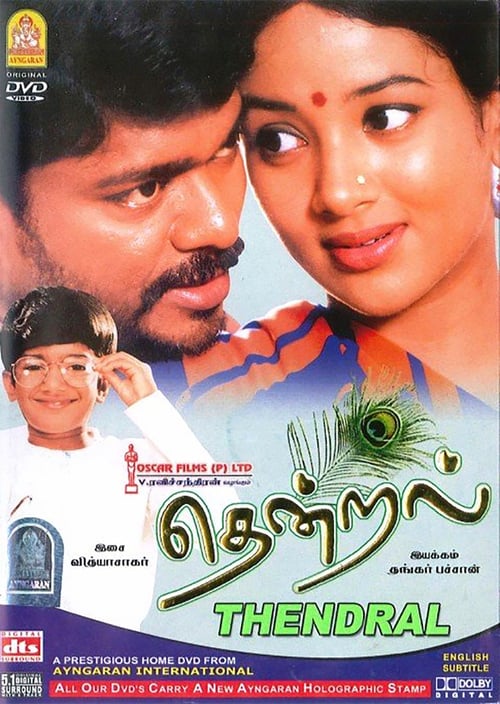 AYNGARAN
ORIGINAL
DVD
VIDEO
OSCAR FILMS (P) LTD
V.ரவிச்சந்திரன் வழங்கும்
தென்றல்
இசை
வித்யாசாகர்
இயக்கம்
தங்கர் பச்சான்
THENDRAL
AYNGARAN
DIGITAL
dts
SURROUND
A PRESTIGIOUS HOME DVD FROM
AYNGARAN INTERNATIONAL
ENGLISH
SUBTITLE
5.1 DIGITAL
SURROUND
ALL OUR DVD'S CARRY A NEW AYNGARAN HOLOGRAPHIC STAMP
DOLBY
DIGITAL